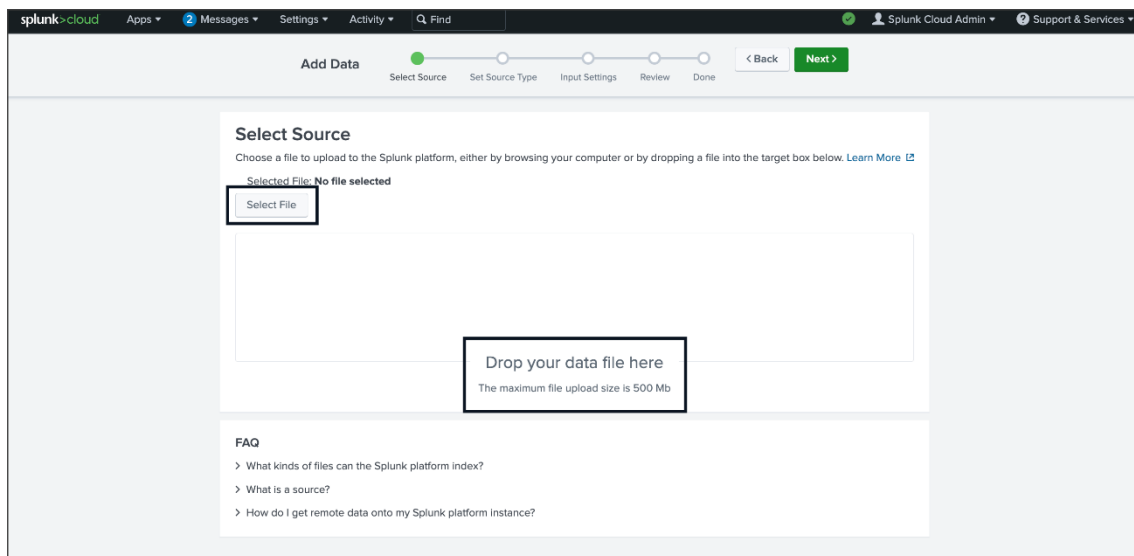 splunk>cloud Apps 2 Messages Settings Activity Find Splunk Cloud Admin ? Support & Services
Add Data Select Source Set Source Type Input Settings Review Done < Back Next >
Select Source
Choose a file to upload to the Splunk platform, either by browsing your computer or by dropping a file into the target box below. Learn More
Selected File: No file selected
Select File
Drop your data file here
The maximum file upload size is 500 Mb
FAQ
> What kinds of files can the Splunk platform index?
> What is a source?
> How do I get remote data onto my Splunk platform instance?